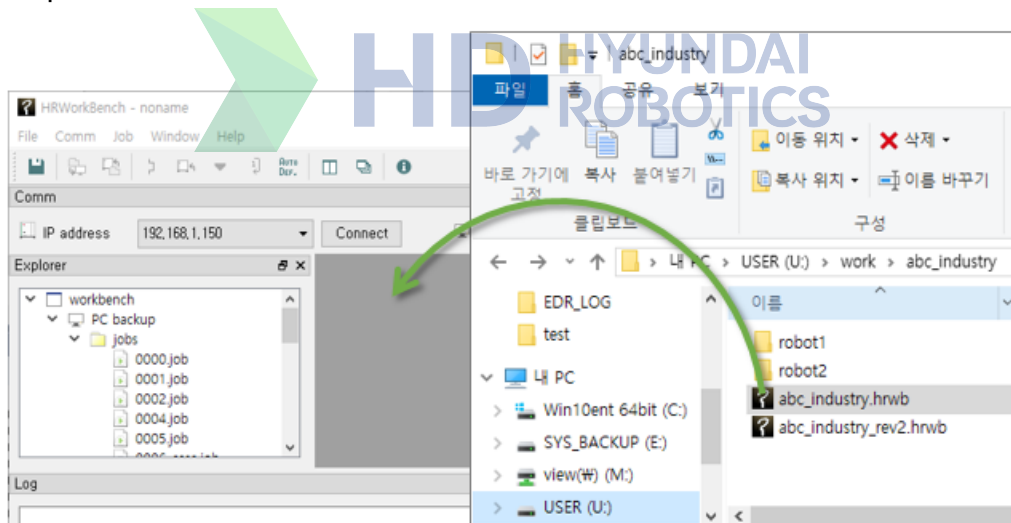 HYUNDAI
ROBOTICS
HRWorkBench - noname
File Comm Job Window Help
AUTO
DEF.
Comm
IP address 192,168,1,150 Connect
Explorer
workbench
PC backup
jobs
0000.job
0001.job
0002.job
0004.job
0005.job
Log
abc_industry
파일 홈 공유 보기
바로 가기에
고정
복사 붙여넣기
이동 위치 삭제
복사 위치 이름 바꾸기
클립보드 구성
내 PC > USER (U:) > work > abc_industry
EDR_LOG
test
내 PC
Win10ent 64bit (C:)
SYS_BACKUP (E:)
view(₩) (M:)
USER (U:)
이름
robot1
robot2
abc_industry.hrwb
abc_industry_rev2.hrwb